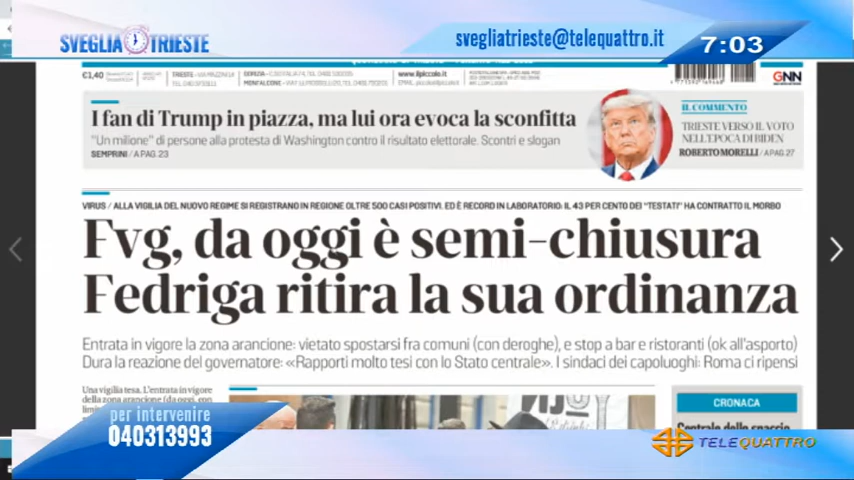 SVEGLIA TRIESTE
svegliatrieste@telequattro.it
7:03
€1,40
TRIESTE - VIA MAZZINI 14
www.ilpiccolo.it
GNN
I fan di Trump in piazza, ma lui ora evoca la sconfitta
"Un milione" di persone alla protesta di Washington contro il risultato elettorale. Scontri e slogan
SEMPRINI / A PAG. 23
IL COMMENTO
TRIESTE VERSO IL VOTO
NELL'EPOCA DI BIDEN
ROBERTO MORELLI / A PAG. 27
VIRUS / ALLA VIGILIA DEL NUOVO REGIME SI REGISTRANO IN REGIONE OLTRE 500 CASI POSITIVI. ED È RECORD IN LABORATORIO: IL 43 PER CENTO DEI "TESTATI" HA CONTRATTO IL MORBO
Fvg, da oggi è semi-chiusura
Fedriga ritira la sua ordinanza
Entrata in vigore la zona arancione: vietato spostarsi fra comuni (con deroghe), e stop a bar e ristoranti (ok all'asporto)
Dura la reazione del governatore: «Rapporti molto tesi con lo Stato centrale». I sindaci dei capoluoghi: Roma ci ripensi
Una vigilia tesa. L'entrata in vigore
della zona arancione (da oggi, con
CRONACA
Centrale dello spaccio
per intervenire
040313993
TELEQUATTRO